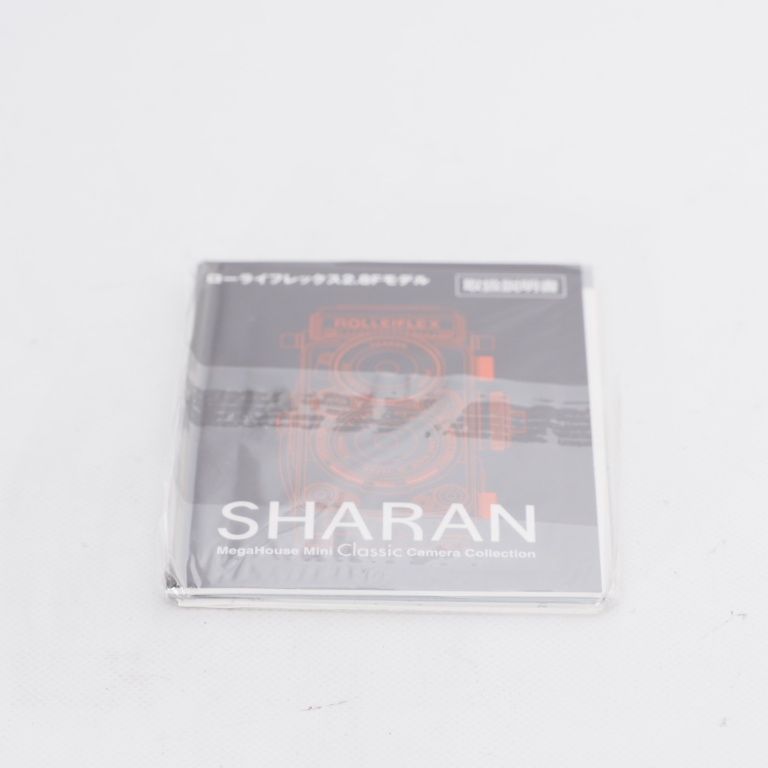 ローライフレックス2.8Fモデル
取扱説明書
ROLLEIFLEX
SHARAN
MegaHouse Mini Classic Camera Collection